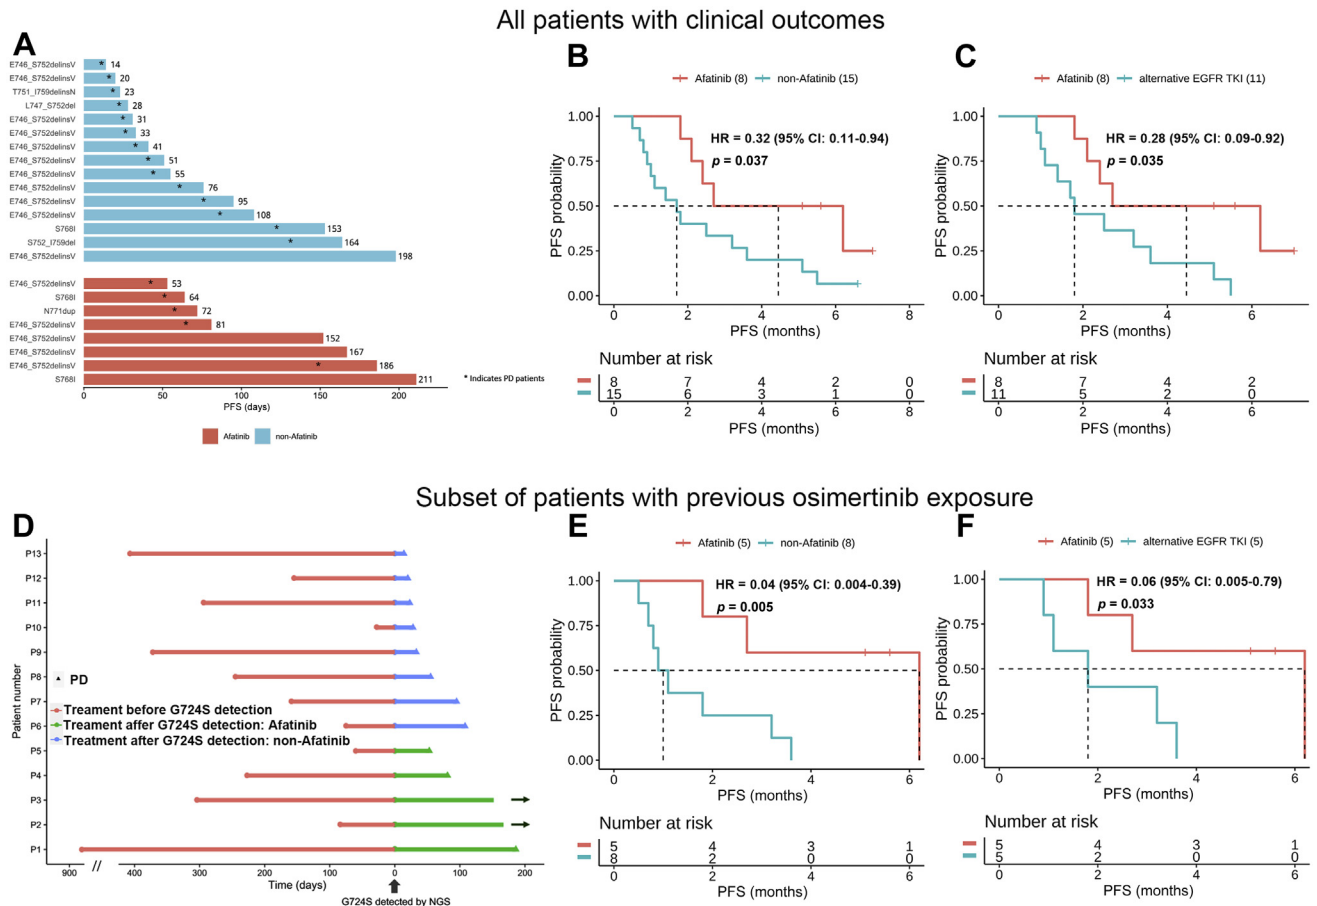 All patients with clinical outcomes
A
E746_S752delinsV * 14
E746_S752delinsV * 20
T751_I759delinsN * 23
L747_S752del * 28
E746_S752delinsV * 31
E746_S752delinsV * 33
E746_S752delinsV * 41
E746_S752delinsV * 51
E746_S752delinsV * 55
E746_S752delinsV * 76
E746_S752delinsV * 95
E746_S752delinsV * 108
S768I * 153
S752_I759del * 164
E746_S752delinsV 198
E746_S752delinsV * 53
S768I * 64
N771dup * 72
E746_S752delinsV * 81
E746_S752delinsV 152
E746_S752delinsV 167
E746_S752delinsV * 186
S768I 211
* Indicates PD patients
0 50 100 150 200
PFS (days)
Afatinib non-Afatinib
B
Afatinib (8) non-Afatinib (15)
HR = 0.32 (95% CI: 0.11-0.94)
p = 0.037
PFS probability
1.00
0.75
0.50
0.25
0.00
0 2 4 6 8
PFS (months)
Number at risk
8 7 4 2 0
15 6 3 1 0
0 2 4 6 8
PFS (months)
C
Afatinib (8) alternative EGFR TKI (11)
HR = 0.28 (95% CI: 0.09-0.92)
p = 0.035
PFS probability
1.00
0.75
0.50
0.25
0.00
0 2 4 6
PFS (months)
Number at risk
8 7 4 2
11 5 2 0
0 2 4 6
PFS (months)
Subset of patients with previous osimertinib exposure
D
Patient number
P13
P12
P11
P10
P9
P8
P7
P6
P5
P4
P3
P2
P1
PD
Treament before G724S detection
Treament affer G724S detection: Afatinib
Treatment after G724S detection: non-Afatinib
900 // 400 300 200 100 0 100 200
Time (days)
G724S detected by NGS
E
Afatinib (5) non-Afatinib (8)
HR = 0.04 (95% CI: 0.004-0.39)
p = 0.005
PFS probability
1.00
0.75
0.50
0.25
0.00
0 2 4 6
PFS (months)
Number at risk
5 4 3 1
8 2 0 0
0 2 4 6
PFS (months)
F
Afatinib (5) alternative EGFR TKI (5)
HR = 0.06 (95% CI: 0.005-0.79)
p = 0.033
PFS probability
1.00
0.75
0.50
0.25
0.00
0 2 4 6
PFS (months)
Number at risk
5 4 3 1
5 2 0 0
0 2 4 6
PFS (months)